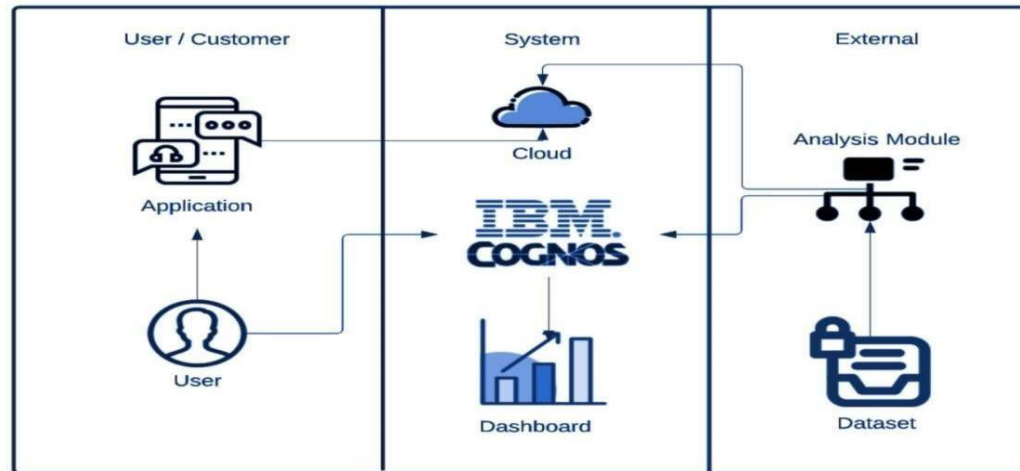 User / Customer
System
External
Application
User
Cloud
IBM.
COGNOS
Dashboard
Analysis Module
Dataset